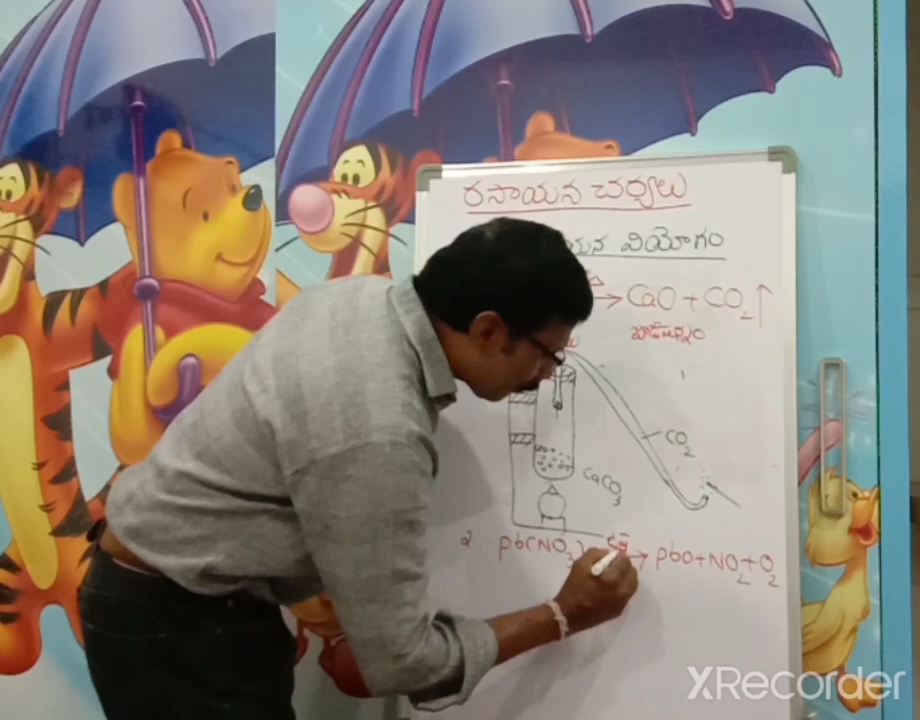 రసాయన చర్యలు
వియోగం
Δ
→ CaO + CO₂↑
CO₂
CaCO₃
2. Pb(NO₃)₂ → PbO + NO₂ + O₂
XRecorder